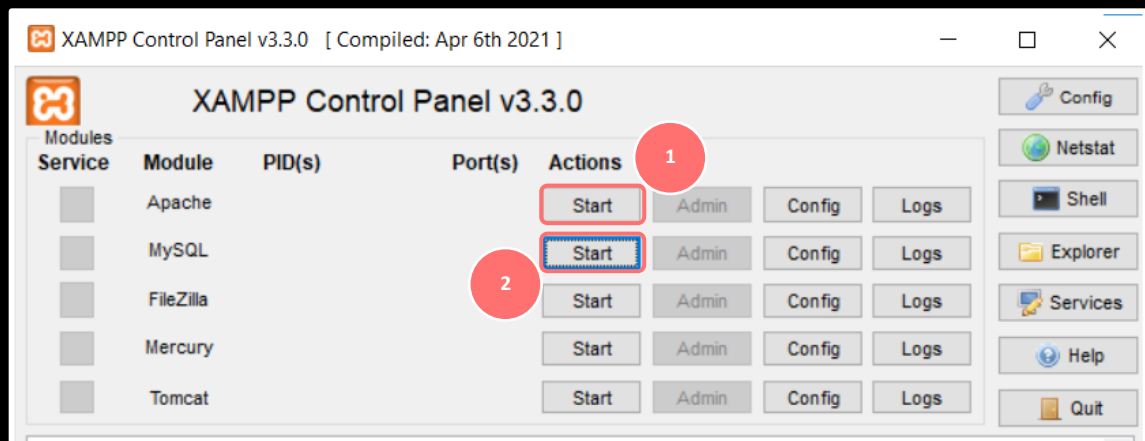 XAMPP Control Panel v3.3.0 [ Compiled: Apr 6th 2021 ]
XAMPP Control Panel v3.3.0
Config
Modules
Service Module PID(s) Port(s) Actions
1
Netstat
Apache Start Admin Config Logs
Shell
MySQL Start Admin Config Logs
Explorer
2
FileZilla Start Admin Config Logs
Services
Mercury Start Admin Config Logs
Help
Tomcat Start Admin Config Logs
Quit